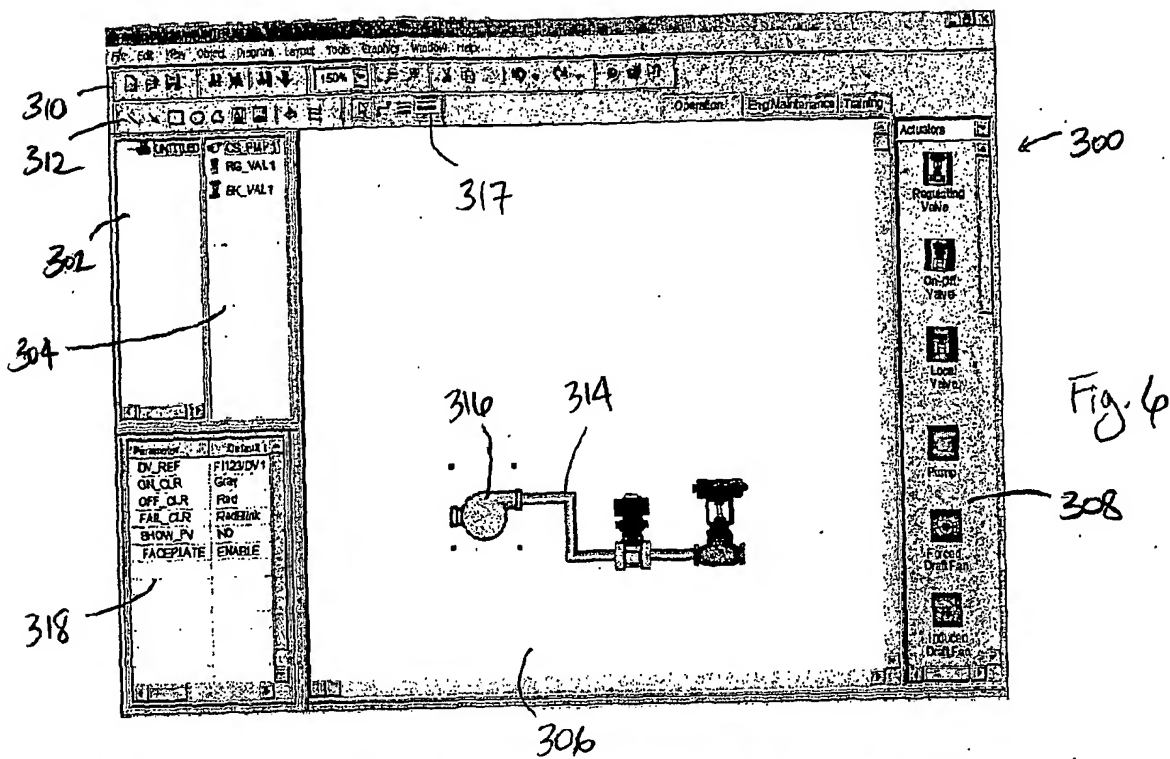 File Edit View Object Diagram Layout Tools Graphics Window Help
150%
310
312
Operation
Eng/Maintenance
Training
UNTITLED
CS_PMP1
RG_VAL1
BK_VAL1
317
Actuators
300
Regulating
Valve
302
On-Off
Valve
304
Local
Valve
316
314
Fig. 6
Pump
308
Parameter
Default
DV_REF
FI123/DV1
ON_CLR
Gray
OFF_CLR
Red
FAIL_CLR
RedBlink
SHOW_PV
NO
FACEPLATE
ENABLE
Forced
Draft Fan
318
Induced
Draft Fan
306